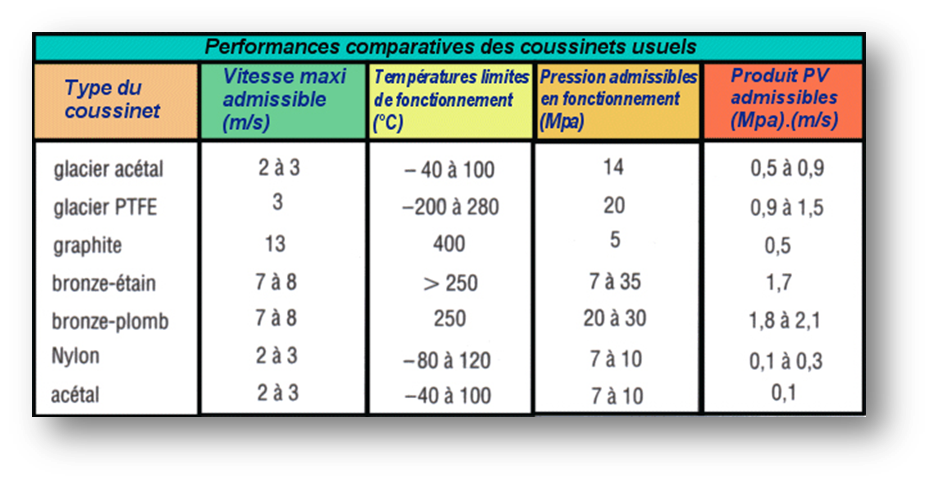 Performances comparatives des coussinets usuels
Type du
coussinet
Vitesse maxi
admissible
(m/s)
Températures limites
de fonctionnement
(°C)
Pression admissibles
en fonctionnement
(Mpa)
Produit PV
admissibles
(Mpa).(m/s)
glacier acétal 2 à 3 – 40 à 100 14 0,5 à 0,9
glacier PTFE 3 –200 à 280 20 0,9 à 1,5
graphite 13 400 5 0,5
bronze-étain 7 à 8 > 250 7 à 35 1,7
bronze-plomb 7 à 8 250 20 à 30 1,8 à 2,1
Nylon 2 à 3 –80 à 120 7 à 10 0,1 à 0,3
acétal 2 à 3 –40 à 100 7 à 10 0,1